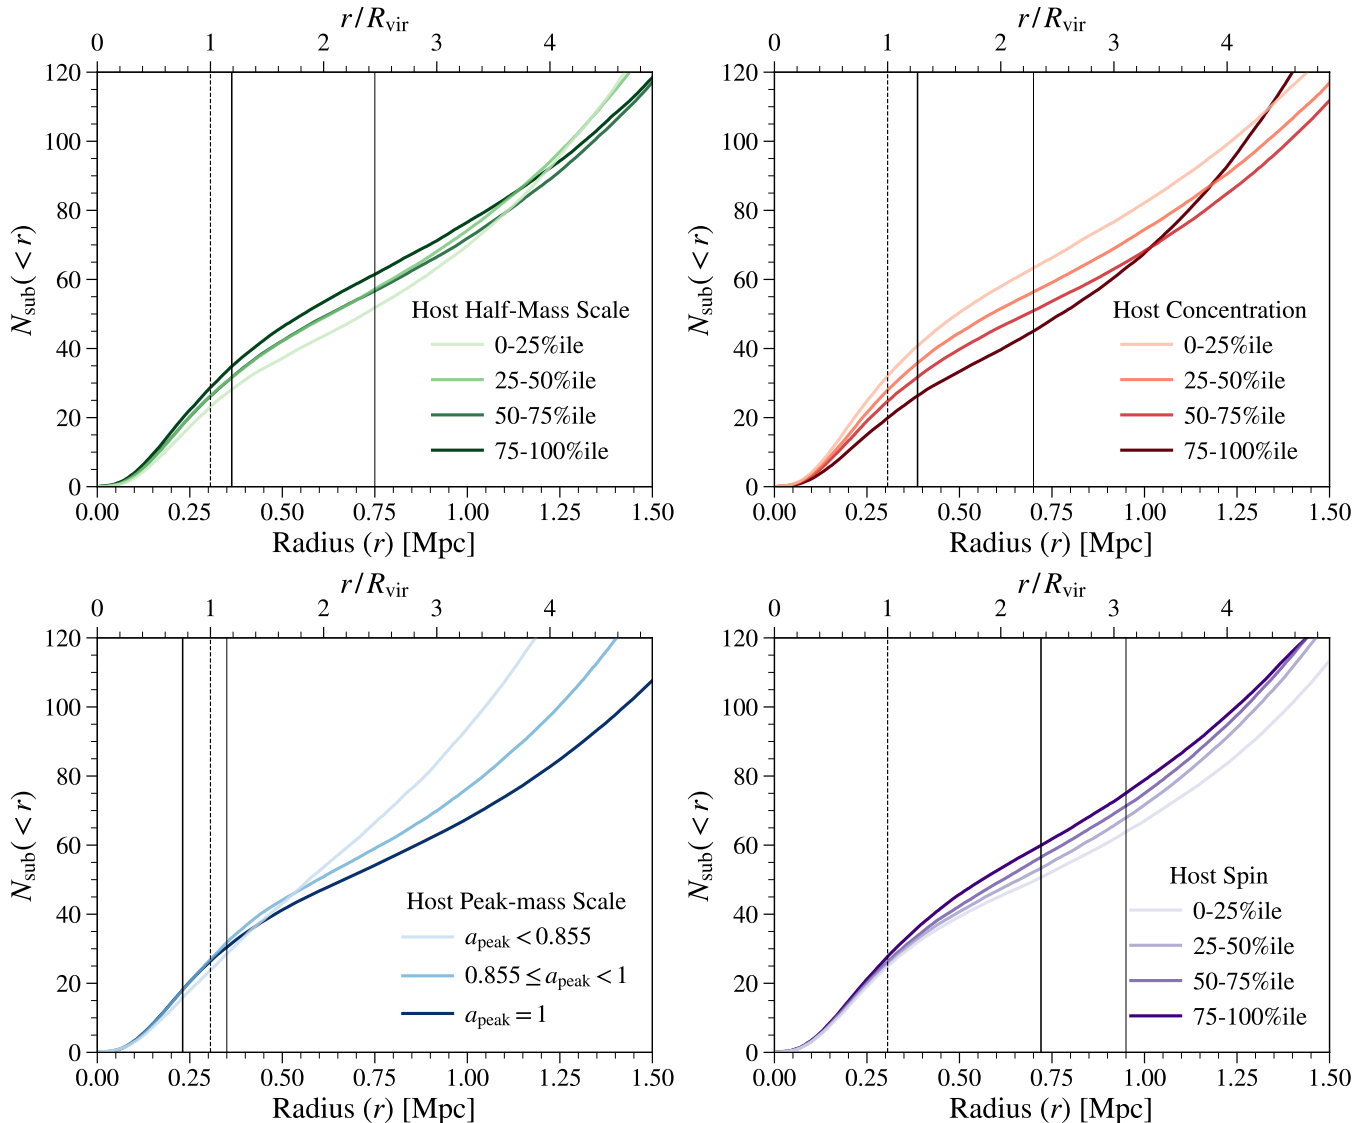 r/R_vir
0 1 2 3 4
120
100
80
60
40
20
0
N_sub(< r)
Host Half-Mass Scale
0-25%ile
25-50%ile
50-75%ile
75-100%ile
0.00 0.25 0.50 0.75 1.00 1.25 1.50
Radius (r) [Mpc]
r/R_vir
0 1 2 3 4
120
100
80
60
40
20
0
N_sub(< r)
Host Concentration
0-25%ile
25-50%ile
50-75%ile
75-100%ile
0.00 0.25 0.50 0.75 1.00 1.25 1.50
Radius (r) [Mpc]
r/R_vir
0 1 2 3 4
120
100
80
60
40
20
0
N_sub(< r)
Host Peak-mass Scale
a_peak < 0.855
0.855 ≤ a_peak < 1
a_peak = 1
0.00 0.25 0.50 0.75 1.00 1.25 1.50
Radius (r) [Mpc]
r/R_vir
0 1 2 3 4
120
100
80
60
40
20
0
N_sub(< r)
Host Spin
0-25%ile
25-50%ile
50-75%ile
75-100%ile
0.00 0.25 0.50 0.75 1.00 1.25 1.50
Radius (r) [Mpc]